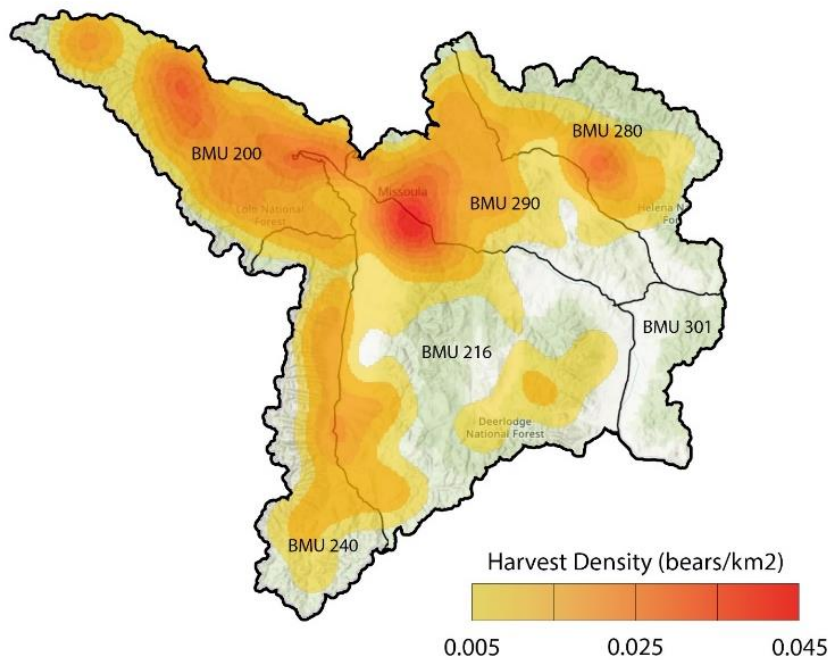 BMU 280
BMU 200
Missoula
BMU 290
Lolo National
Forest
Helena N
For
BMU 301
BMU 216
Deerlodge
National Forest
BMU 240
Harvest Density (bears/km2)
0.005
0.025
0.045